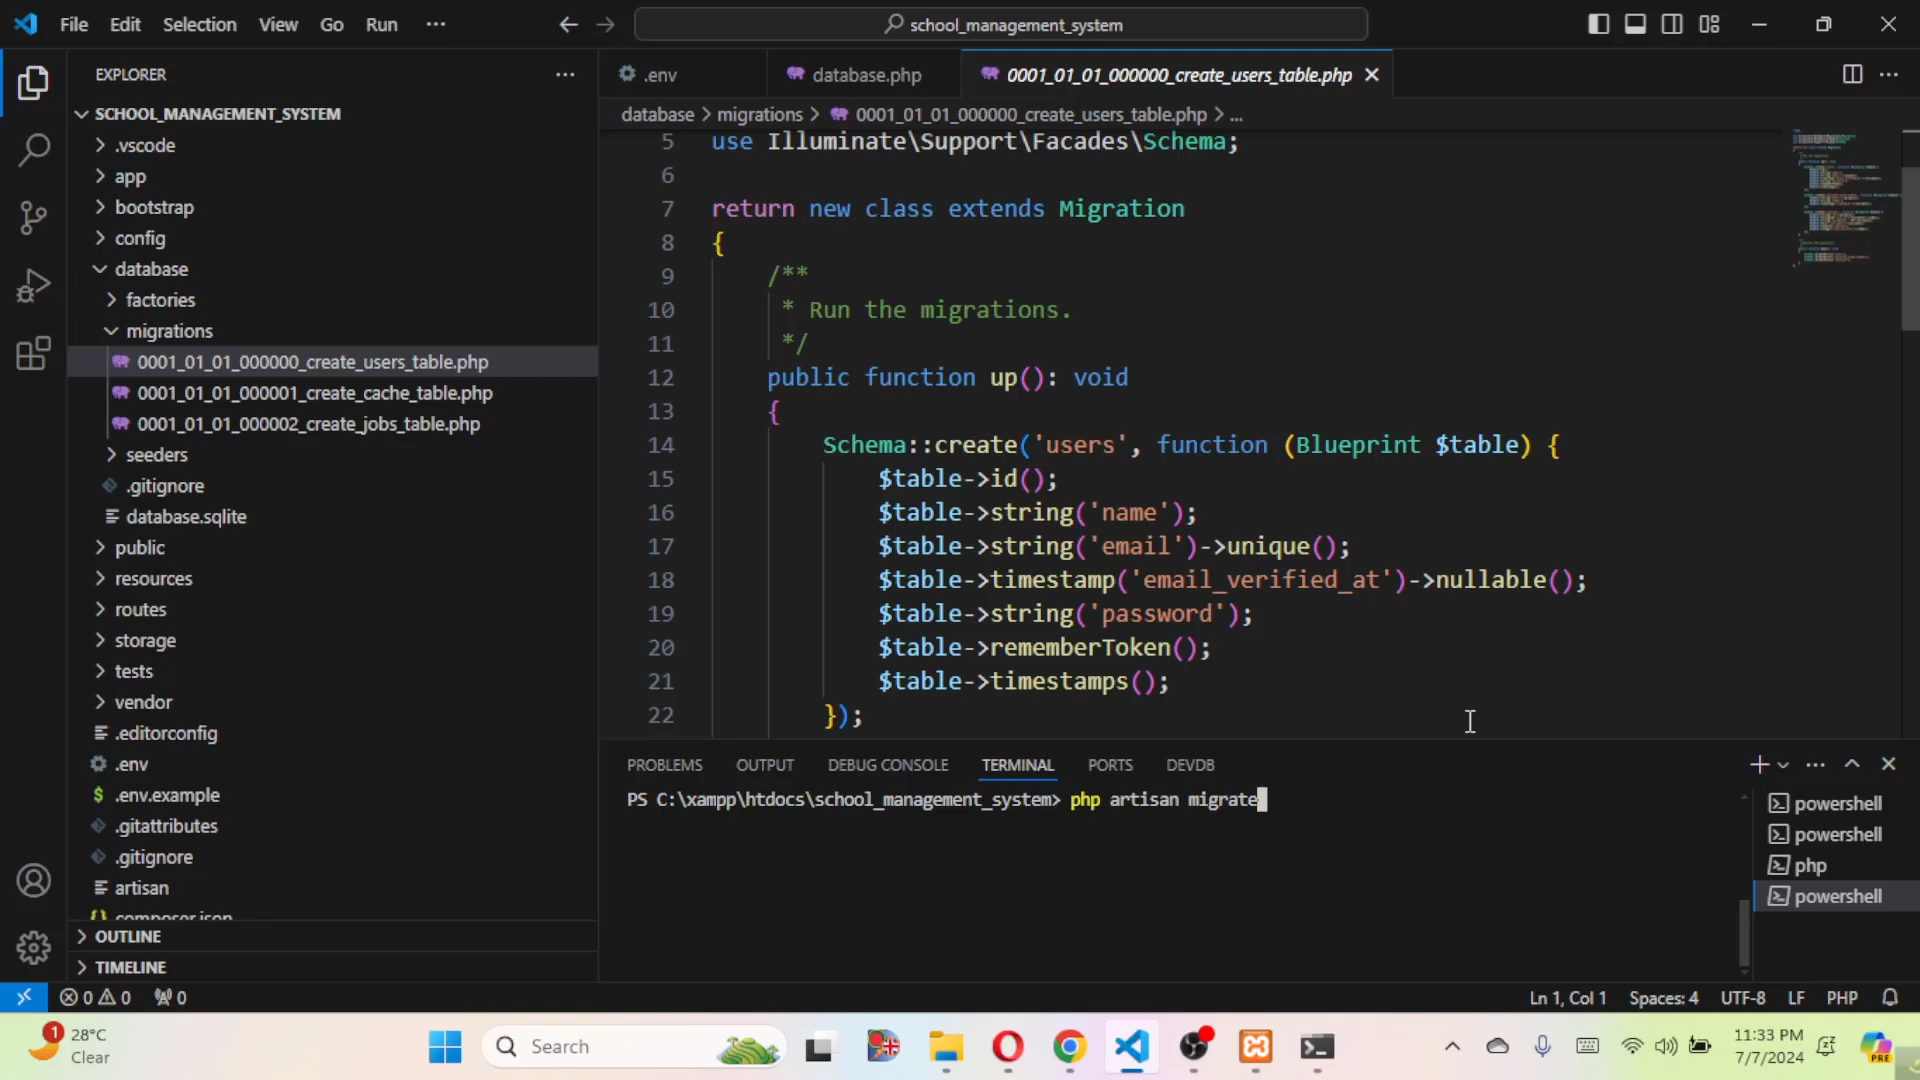 File Edit Selection View Go Run ... school_management_system
EXPLORER
SCHOOL_MANAGEMENT_SYSTEM
.vscode
app
bootstrap
config
database
factories
migrations
0001_01_01_000000_create_users_table.php
0001_01_01_000001_create_cache_table.php
0001_01_01_000002_create_jobs_table.php
seeders
.gitignore
database.sqlite
public
resources
routes
storage
tests
vendor
.editorconfig
.env
.env.example
.gitattributes
.gitignore
artisan
composer.json
OUTLINE
TIMELINE
.env database.php 0001_01_01_000000_create_users_table.php
database > migrations > 0001_01_01_000000_create_users_table.php > ...
5 use Illuminate\Support\Facades\Schema;
6
7 return new class extends Migration
8 {
9 /**
10 * Run the migrations.
11 */
12 public function up(): void
13 {
14 Schema::create('users', function (Blueprint $table) {
15 $table->id();
16 $table->string('name');
17 $table->string('email')->unique();
18 $table->timestamp('email_verified_at')->nullable();
19 $table->string('password');
20 $table->rememberToken();
21 $table->timestamps();
22 });
PROBLEMS OUTPUT DEBUG CONSOLE TERMINAL PORTS DEVDB
PS C:\xampp\htdocs\school_management_system> php artisan migrate
powershell
powershell
php
powershell
0 0 0 Ln 1, Col 1 Spaces: 4 UTF-8 LF PHP
1 28°C
Clear
Search
11:33 PM
7/7/2024
PRE